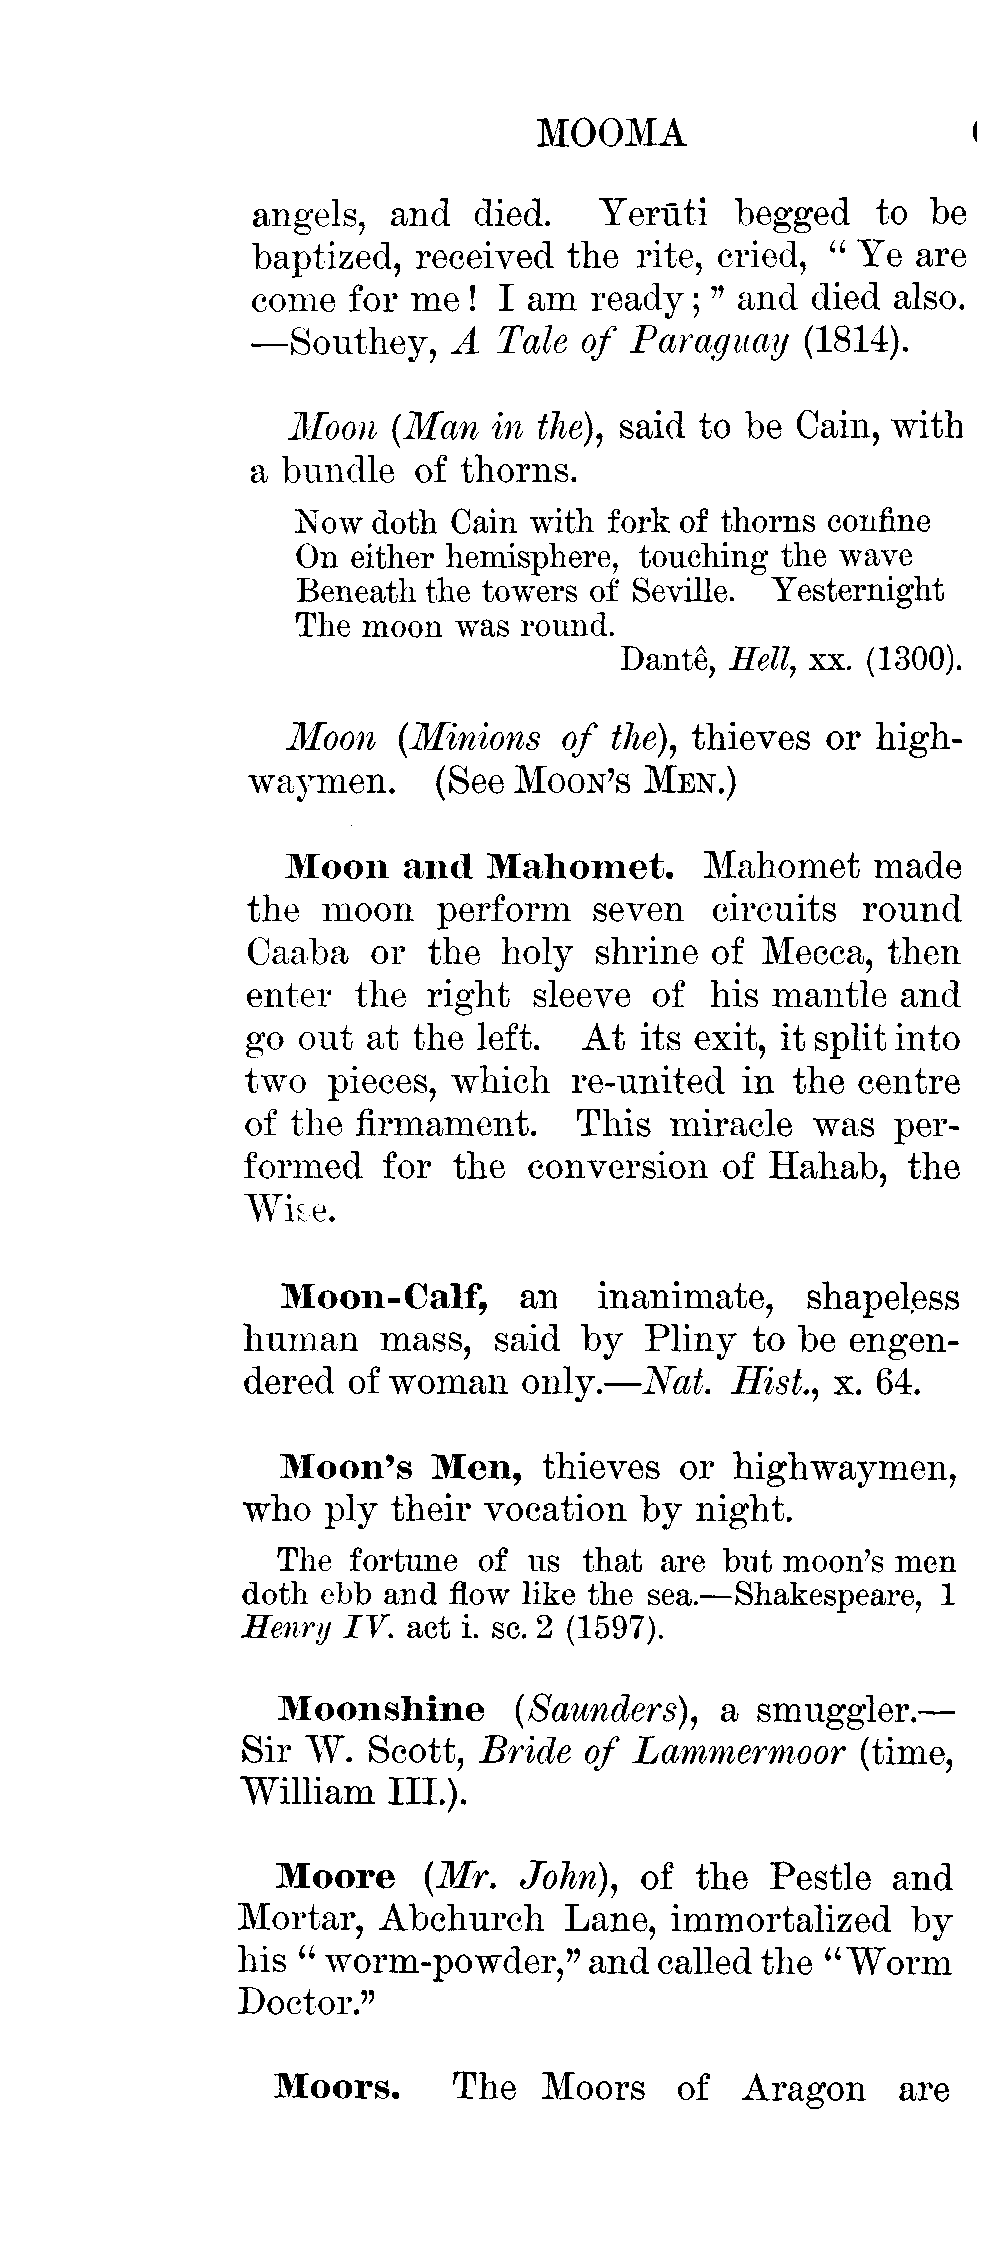 MOOMA
angels, and died. Yerūti begged to be
baptized, received the rite, cried, “ Ye are
come for me! I am ready; ” and died also.
—Southey, A Tale of Paraguay (1814).
Moon (Man in the), said to be Cain, with
a bundle of thorns.
Now doth Cain with fork of thorns confine
On either hemisphere, touching the wave
Beneath the towers of Seville. Yesternight
The moon was round.
Dantê, Hell, xx. (1300).
Moon (Minions of the), thieves or high-
waymen. (See MOON’S MEN.)
Moon and Mahomet. Mahomet made
the moon perform seven circuits round
Caaba or the holy shrine of Mecca, then
enter the right sleeve of his mantle and
go out at the left. At its exit, it split into
two pieces, which re-united in the centre
of the firmament. This miracle was per-
formed for the conversion of Hahab, the
Wise.
Moon-Calf, an inanimate, shapeless
human mass, said by Pliny to be engen-
dered of woman only.—Nat. Hist., x. 64.
Moon’s Men, thieves or highwaymen,
who ply their vocation by night.
The fortune of us that are but moon’s men
doth ebb and flow like the sea.—Shakespeare, 1
Henry IV. act i. sc. 2 (1597).
Moonshine (Saunders), a smuggler.—
Sir W. Scott, Bride of Lammermoor (time,
William III.).
Moore (Mr. John), of the Pestle and
Mortar, Abchurch Lane, immortalized by
his “ worm-powder,” and called the “Worm
Doctor.”
Moors. The Moors of Aragon are